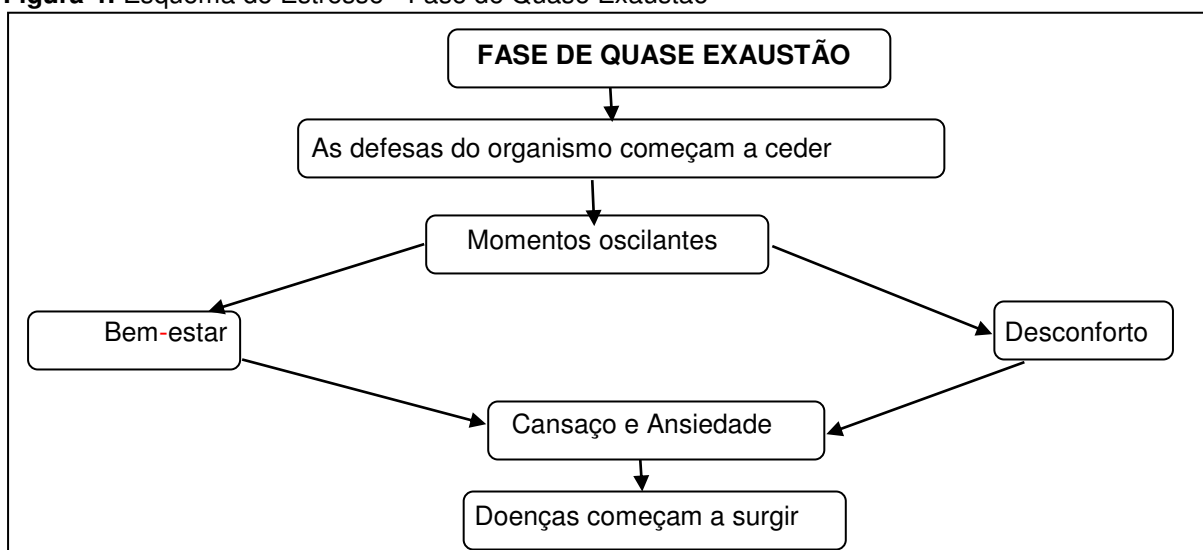 FASE DE QUASE EXAUSTÃO
As defesas do organismo começam a ceder
Momentos oscilantes
Bem-estar
Desconforto
Cansaço e Ansiedade
Doenças começam a surgir